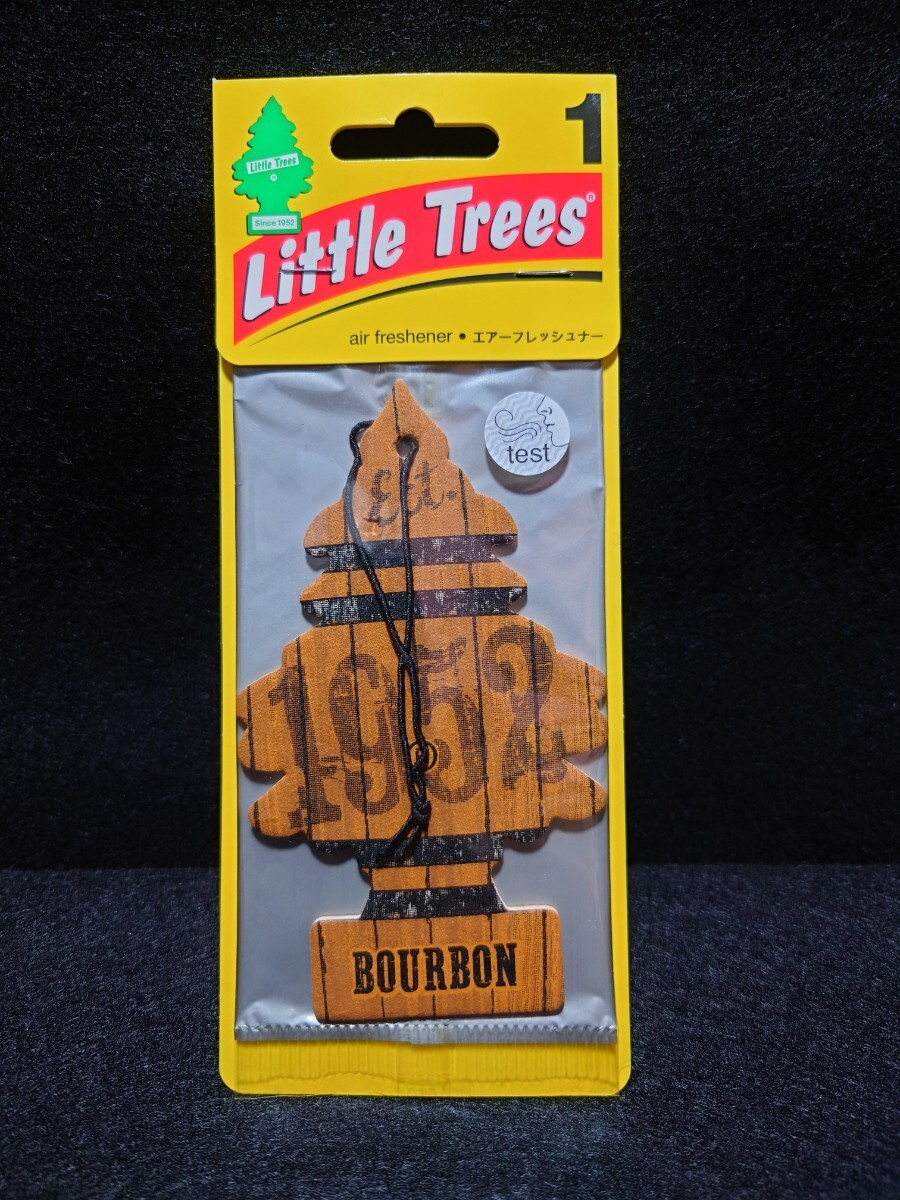 1
Little Trees
®
Since 1952
Little Trees®
air freshener • エアーフレッシュナー
test
Est.
1952
®
BOURBON